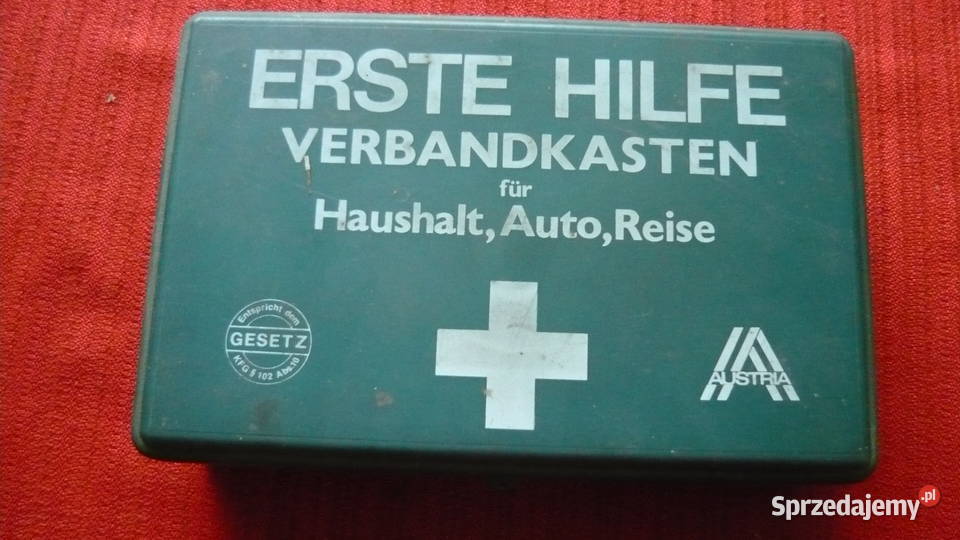 ERSTE HILFE
VERBANDKASTEN
für
Haushalt, Auto, Reise
Entspricht dem
GESETZ
KFG § 102 Abs. 10
AUSTRIA
Sprzedajemy.pl